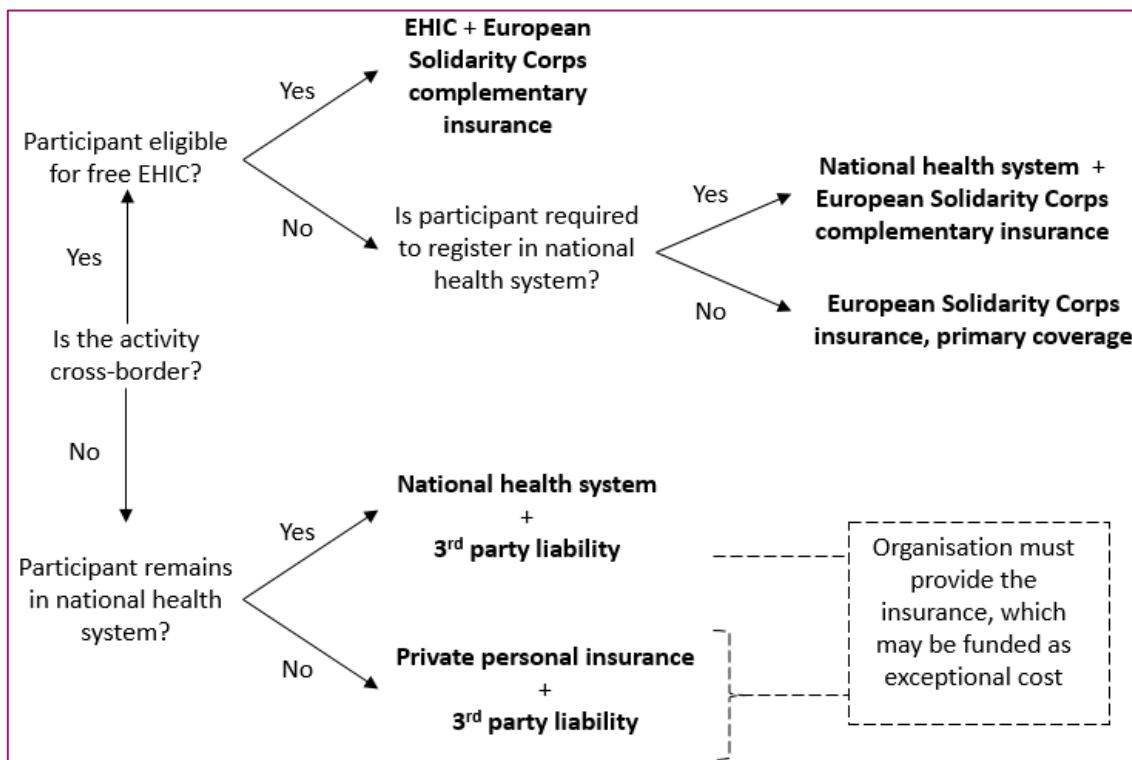 EHIC + European
Solidarity Corps
complementary
insurance
Yes
Participant eligible
for free EHIC?
No
Is participant required
to register in national
health system?
Yes
National health system +
European Solidarity Corps
complementary insurance
No
European Solidarity Corps
insurance, primary coverage
Yes
Is the activity
cross-border?
No
Participant remains
in national health
system?
Yes
National health system
+
3rd party liability
No
Private personal insurance
+
3rd party liability
Organisation must
provide the
insurance, which
may be funded as
exceptional cost